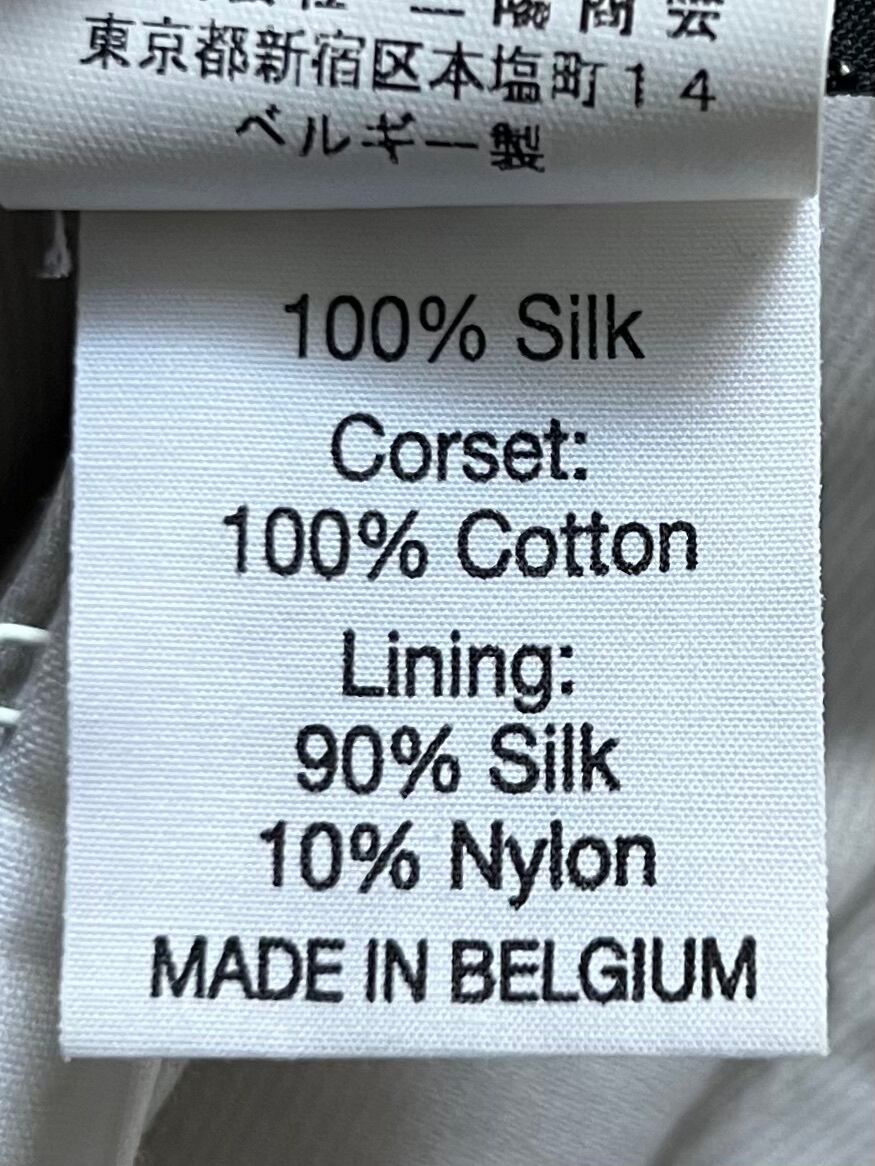 東京都新宿区本塩町14
ベルギー製
100% Silk
Corset:
100% Cotton
Lining:
90% Silk
10% Nylon
MADE IN BELGIUM